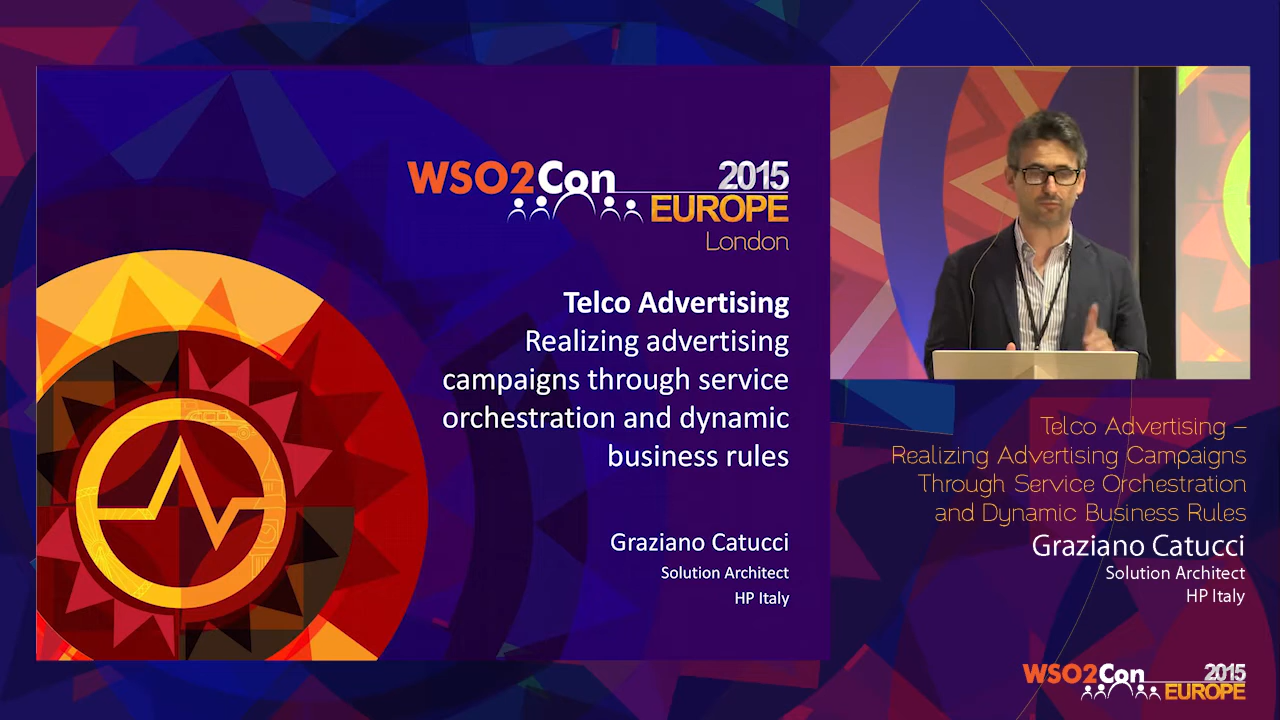 WSO2Con 2015
EUROPE
London
Telco Advertising
Realizing advertising
campaigns through service
orchestration and dynamic
business rules
Graziano Catucci
Solution Architect
HP Italy
Telco Advertising –
Realizing Advertising Campaigns
Through Service Orchestration
and Dynamic Business Rules
Graziano Catucci
Solution Architect
HP Italy
WSO2Con 2015
EUROPE